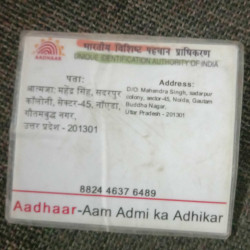 भारतीय विशिष्ट पहचान प्राधिकरण
UNIQUE IDENTIFICATION AUTHORITY OF INDIA
AADHAAR
पता:
आत्मजा: महेंद्र सिंह, सदरपुर
कॉलोनी, सेक्टर-45, नॉएडा,
गौतमबुद्ध नगर,
उत्तर प्रदेश - 201301
Address:
D/O: Mahendra Singh, sadarpur
colony, sector-45, Noida, Gautam
Buddha Nagar,
Uttar Pradesh - 201301
8824 4637 6489
Aadhaar-Aam Admi ka Adhikar